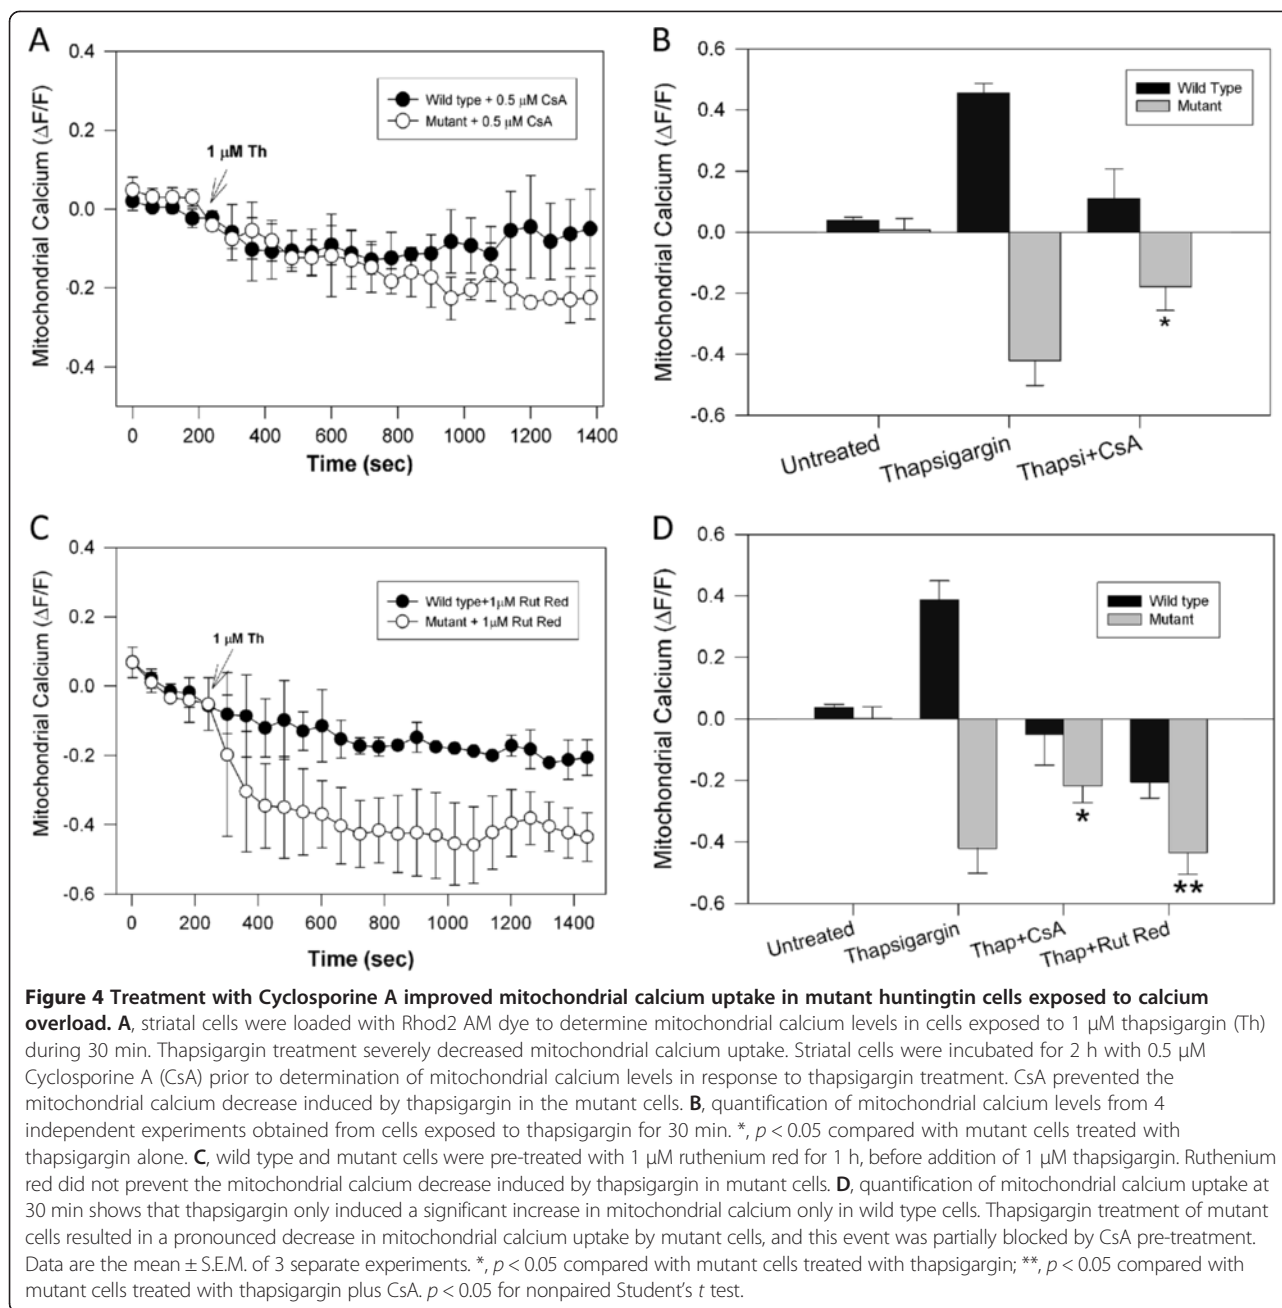 A
0.4
0.2
0.0
-0.2
-0.4
Mitochondrial Calcium (ΔF/F)
Wild type + 0.5 µM CsA
Mutant + 0.5 µM CsA
1 µM Th
0
200
400
600
800
1000
1200
1400
Time (sec)
B
0.6
0.4
0.2
0.0
-0.2
-0.4
-0.6
Mitochondrial Calcium (ΔF/F)
Wild Type
Mutant
*
Untreated
Thapsigargin
Thapsi+CsA
C
0.4
0.2
0.0
-0.2
-0.4
-0.6
Mitochondrial Calcium (ΔF/F)
Wild type+1µM Rut Red
Mutant + 1µM Rut Red
1 µM Th
0
200
400
600
800
1000
1200
1400
Time (sec)
D
0.6
0.4
0.2
0.0
-0.2
-0.4
-0.6
Mitochondrial Calcium (ΔF/F)
Wild type
Mutant
*
**
Untreated
Thapsigargin
Thap+CsA
Thap+Rut Red
Figure 4 Treatment with Cyclosporine A improved mitochondrial calcium uptake in mutant huntingtin cells exposed to calcium
overload. A, striatal cells were loaded with Rhod2 AM dye to determine mitochondrial calcium levels in cells exposed to 1 µM thapsigargin (Th)
during 30 min. Thapsigargin treatment severely decreased mitochondrial calcium uptake. Striatal cells were incubated for 2 h with 0.5 µM
Cyclosporine A (CsA) prior to determination of mitochondrial calcium levels in response to thapsigargin treatment. CsA prevented the
mitochondrial calcium decrease induced by thapsigargin in the mutant cells. B, quantification of mitochondrial calcium levels from 4
independent experiments obtained from cells exposed to thapsigargin for 30 min. *, p < 0.05 compared with mutant cells treated with
thapsigargin alone. C, wild type and mutant cells were pre-treated with 1 µM ruthenium red for 1 h, before addition of 1 µM thapsigargin. Ruthenium
red did not prevent the mitochondrial calcium decrease induced by thapsigargin in mutant cells. D, quantification of mitochondrial calcium uptake at
30 min shows that thapsigargin only induced a significant increase in mitochondrial calcium only in wild type cells. Thapsigargin treatment of mutant
cells resulted in a pronounced decrease in mitochondrial calcium uptake by mutant cells, and this event was partially blocked by CsA pre-treatment.
Data are the mean ± S.E.M. of 3 separate experiments. *, p < 0.05 compared with mutant cells treated with thapsigargin; **, p < 0.05 compared with
mutant cells treated with thapsigargin plus CsA. p < 0.05 for nonpaired Student's t test.